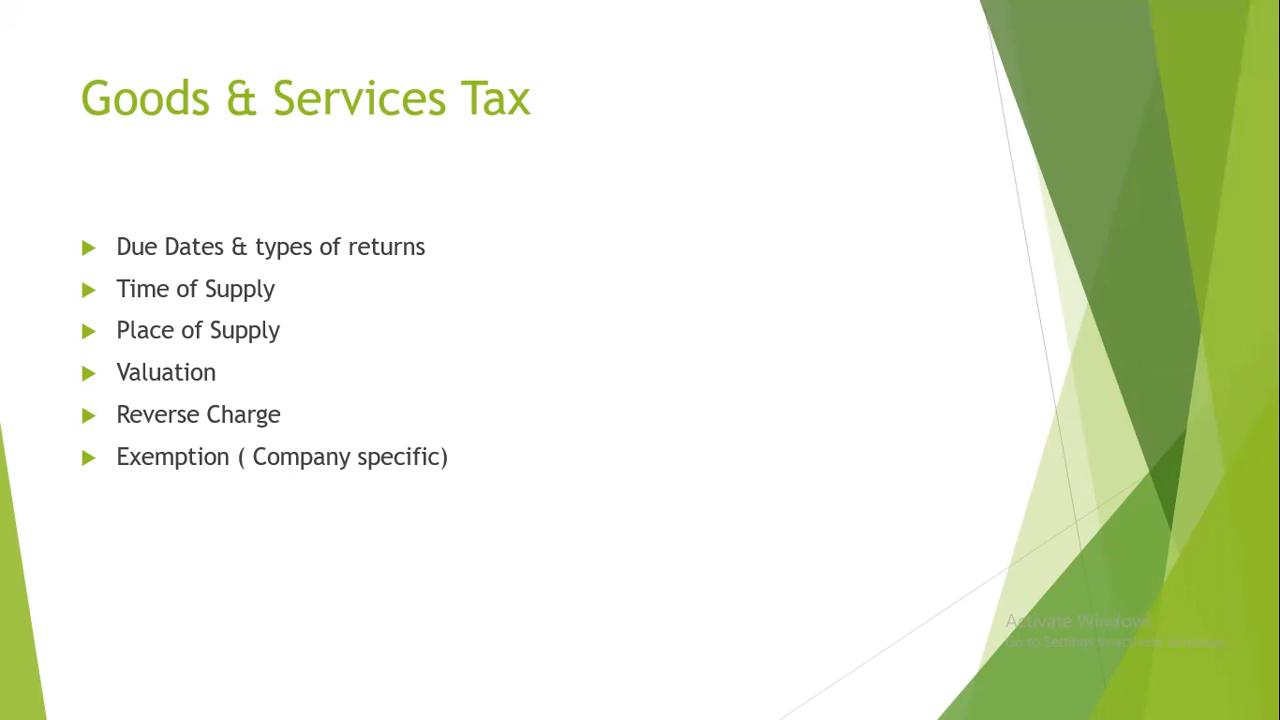 Goods & Services Tax
Due Dates & types of returns
Time of Supply
Place of Supply
Valuation
Reverse Charge
Exemption ( Company specific)
Activate Windows
Go to Settings to activate Windows.